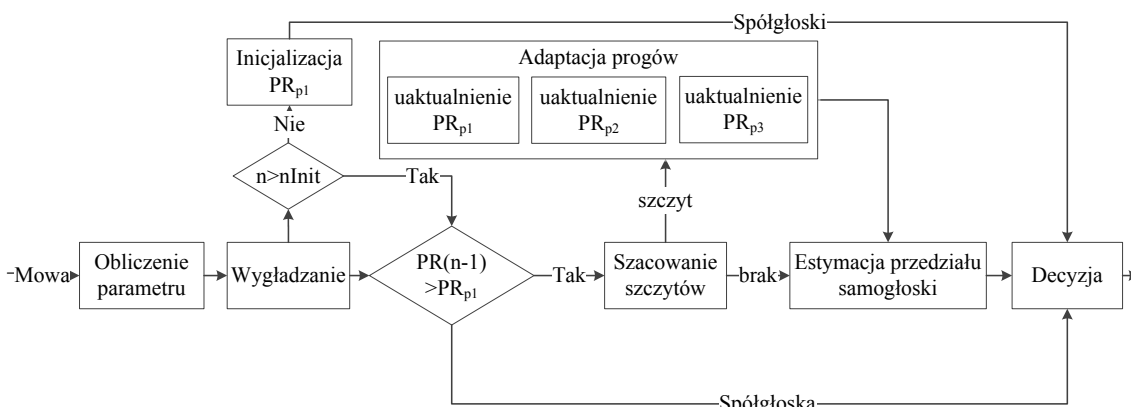 Spółgłoski
Inicjalizacja
PRp1
Adaptacja progów
uaktualnienie
PRp1
uaktualnienie
PRp2
uaktualnienie
PRp3
Nie
n>nInit
Tak
szczyt
Mowa
Obliczenie
parametru
Wygładzanie
PR(n-1)
>PRp1
Tak
Szacowanie
szczytów
brak
Estymacja przedziału
samogłoski
Decyzja
Spółgłoska